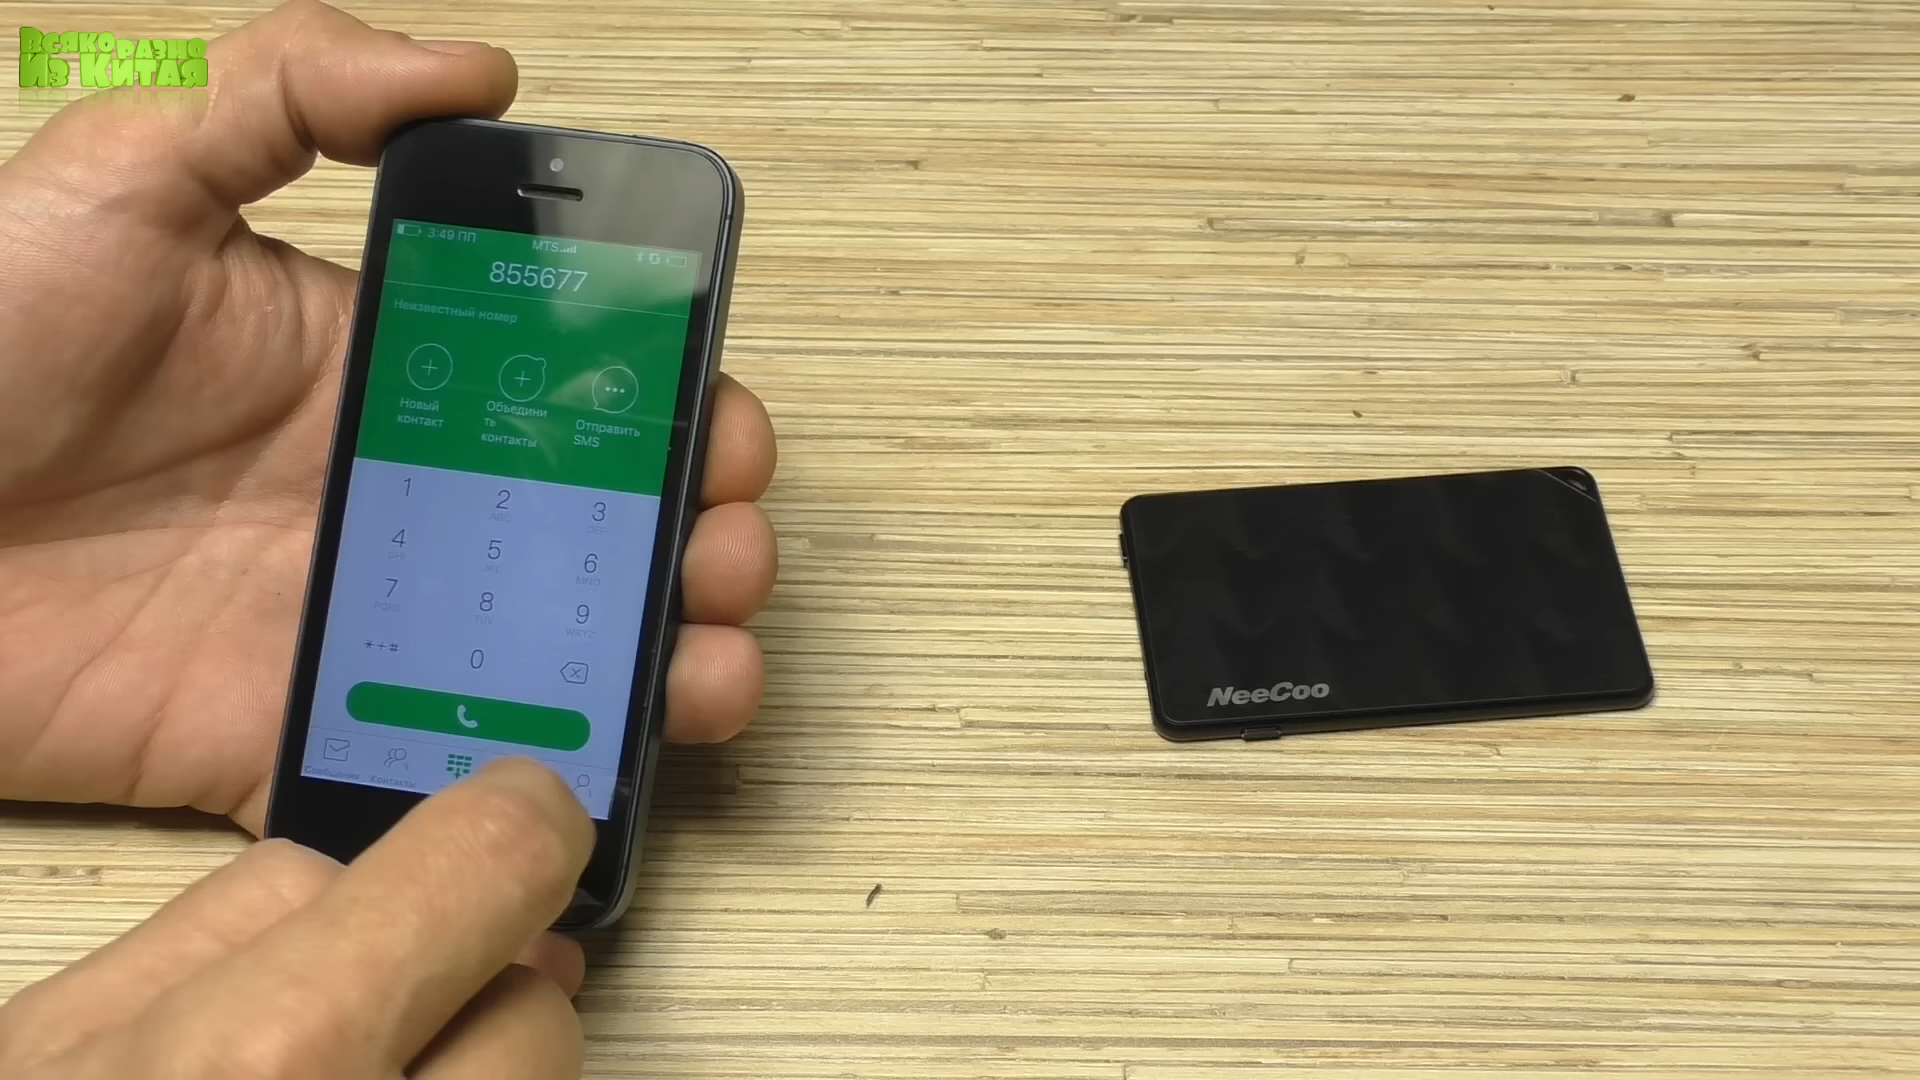 Всяко разно
Из Китая
3:49 ПП
MTS
855677
Неизвестный номер
Новый
контакт
Объедини
ть
контакты
Отправить
SMS
1
2
ABC
3
DEF
4
GHI
5
JKL
6
MNO
7
PQRS
8
TUV
9
WXYZ
*+#
0
Сообщения
Контакты
NeeCoo